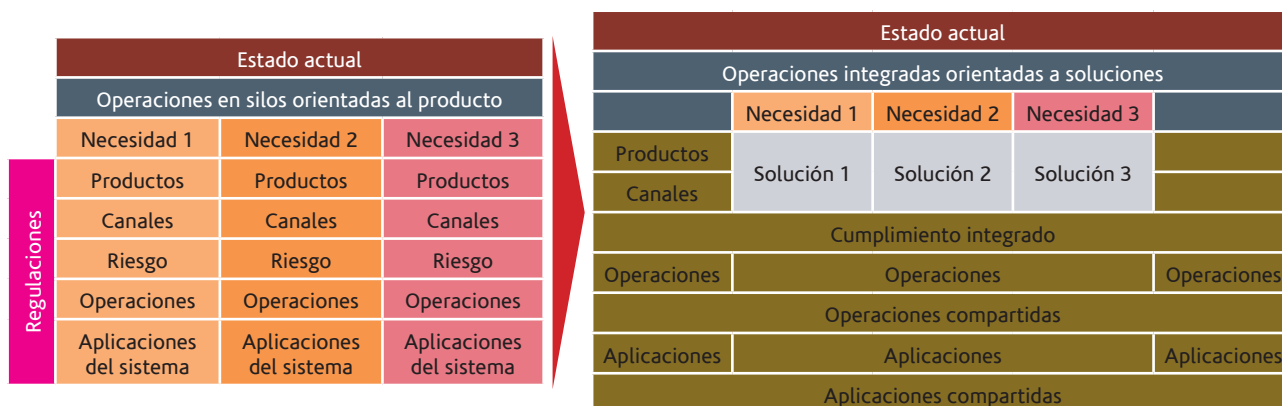 Estado actual
Operaciones en silos orientadas al producto
Necesidad 1 Necesidad 2 Necesidad 3
Regulaciones
Productos Productos Productos
Canales Canales Canales
Riesgo Riesgo Riesgo
Operaciones Operaciones Operaciones
Aplicaciones Aplicaciones Aplicaciones
del sistema del sistema del sistema
Estado actual
Operaciones integradas orientadas a soluciones
Necesidad 1 Necesidad 2 Necesidad 3
Productos
Solución 1 Solución 2 Solución 3
Canales
Cumplimiento integrado
Operaciones Operaciones Operaciones
Operaciones compartidas
Aplicaciones Aplicaciones Aplicaciones
Aplicaciones compartidas